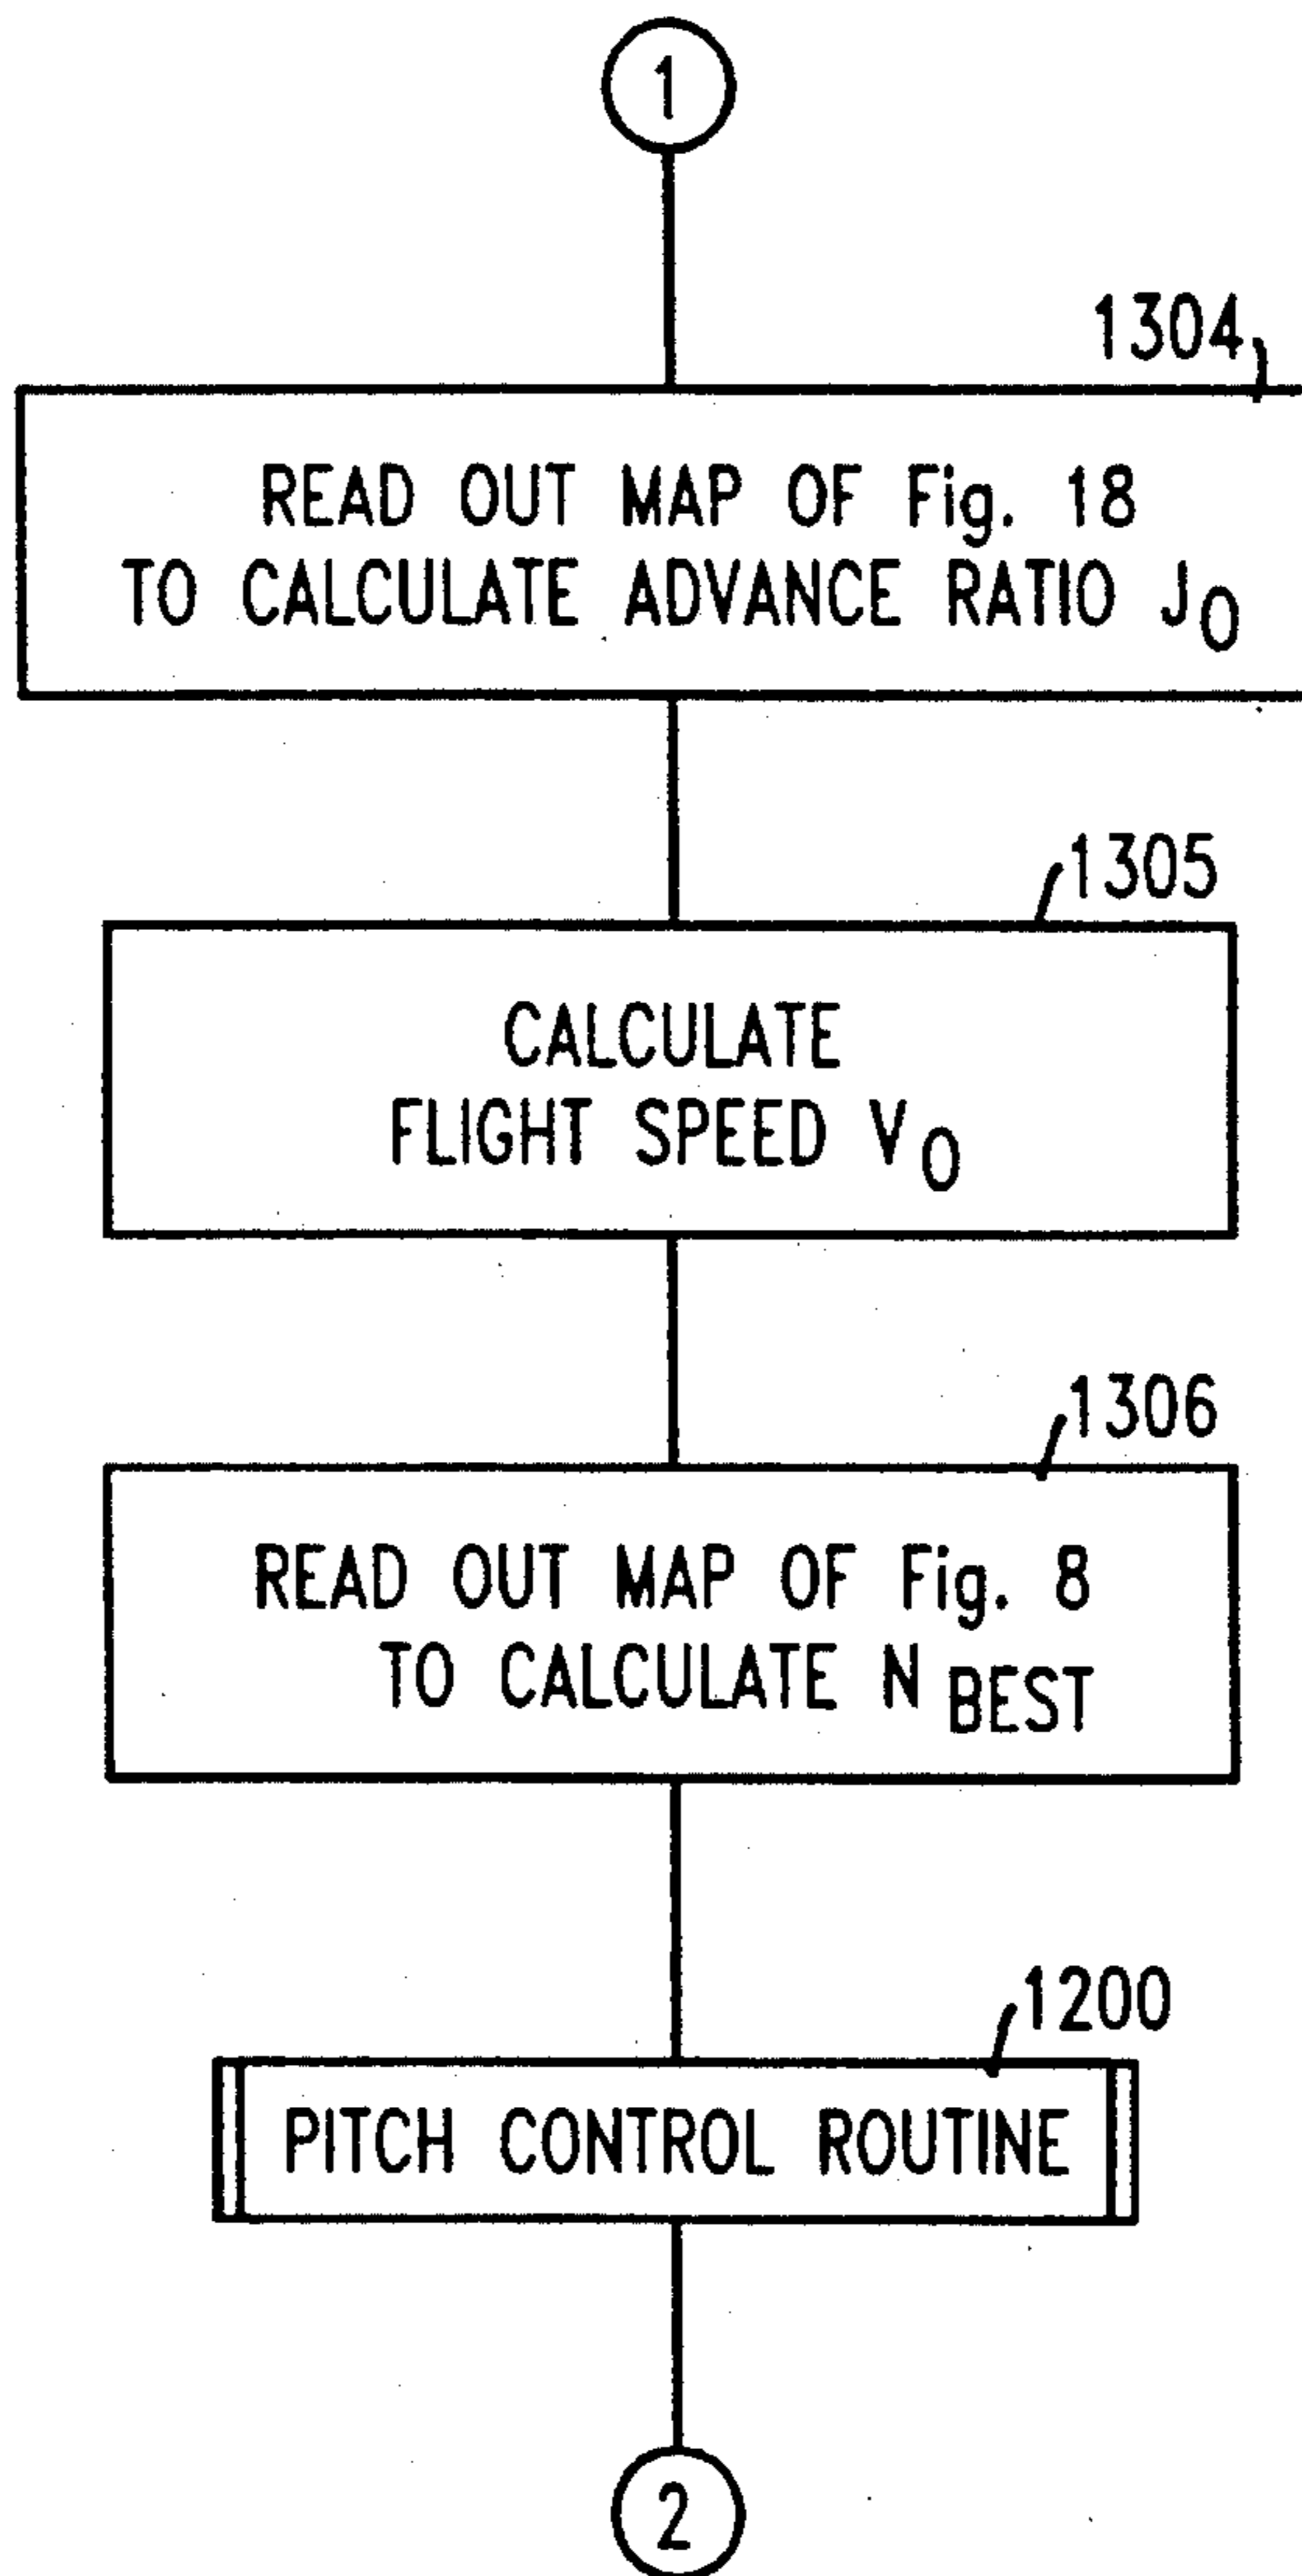 1
1304
READ OUT MAP OF Fig. 18
TO CALCULATE ADVANCE RATIO J0
1305
CALCULATE
FLIGHT SPEED V0
1306
READ OUT MAP OF Fig. 8
TO CALCULATE N BEST
1200
PITCH CONTROL ROUTINE
2